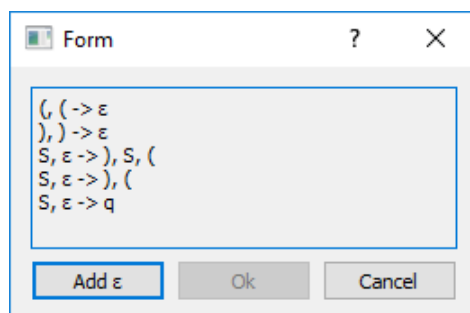 Form
(, ( -> ε
), ) -> ε
S, ε -> ), S, (
S, ε -> ), (
S, ε -> q
Add ε Ok Cancel